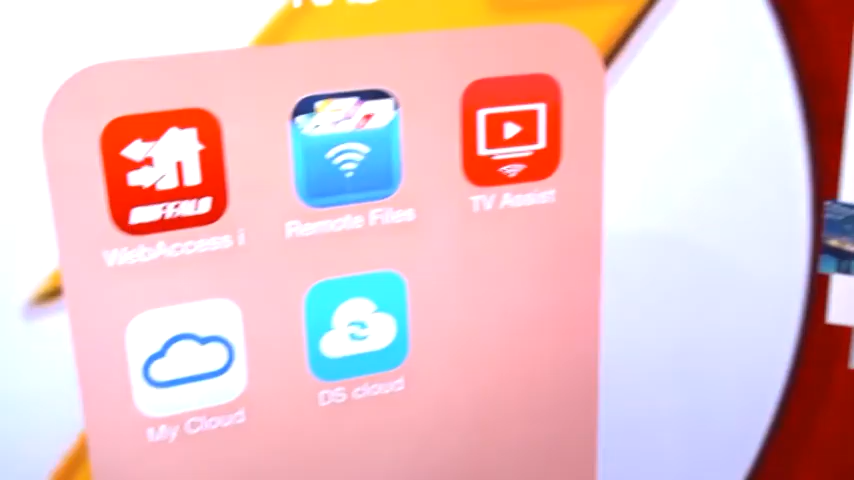 BUFFALO
WebAccess i
Remote Files
TV Assist
My Cloud
DS cloud